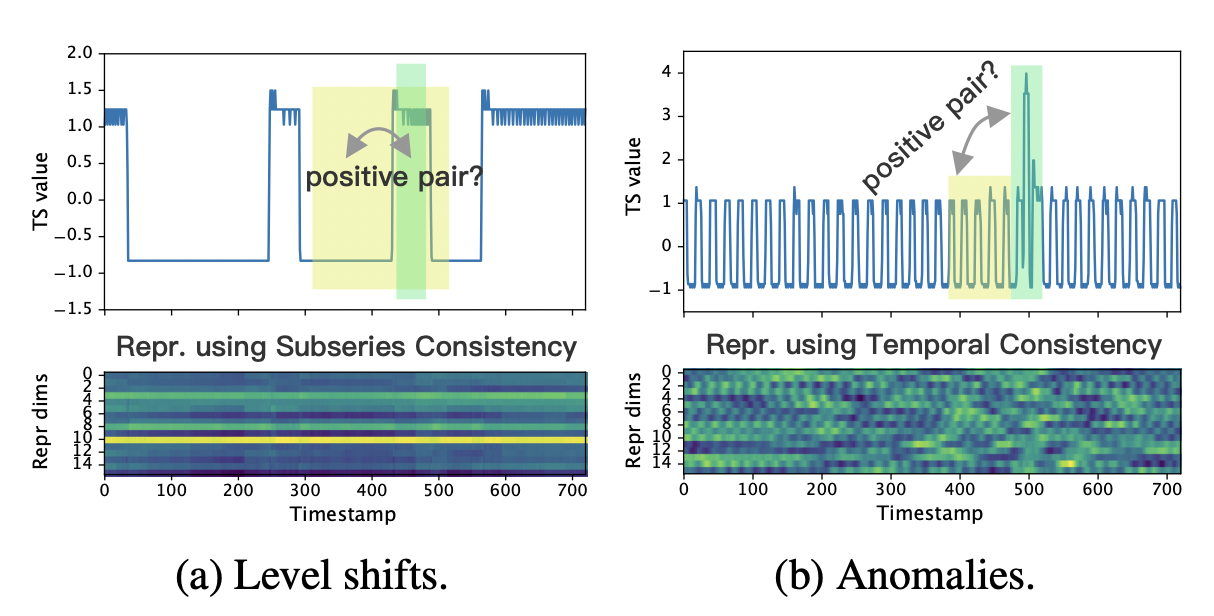 2.0
1.5
1.0
0.5
0.0
−0.5
−1.0
−1.5
TS value
positive pair?
Repr. using Subseries Consistency
0
2
4
6
8
10
12
14
Repr dims
0 100 200 300 400 500 600 700
Timestamp
(a) Level shifts.
4
3
2
1
0
−1
TS value
positive pair?
Repr. using Temporal Consistency
0
2
4
6
8
10
12
14
Repr dims
0 100 200 300 400 500 600 700
Timestamp
(b) Anomalies.